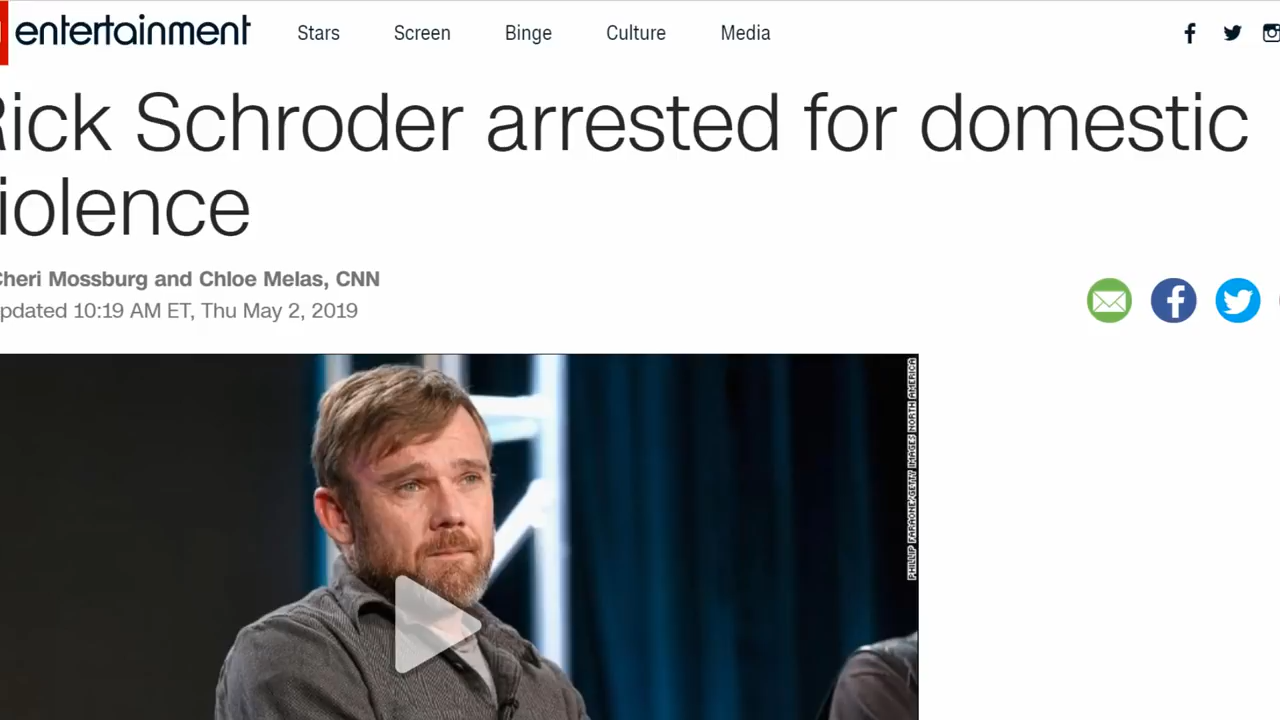 entertainment Stars Screen Binge Culture Media
Rick Schroder arrested for domestic
iolence
Cheri Mossburg and Chloe Melas, CNN
pdated 10:19 AM ET, Thu May 2, 2019
PHILLIP FARAONE/GETTY IMAGES NORTH AMERICA